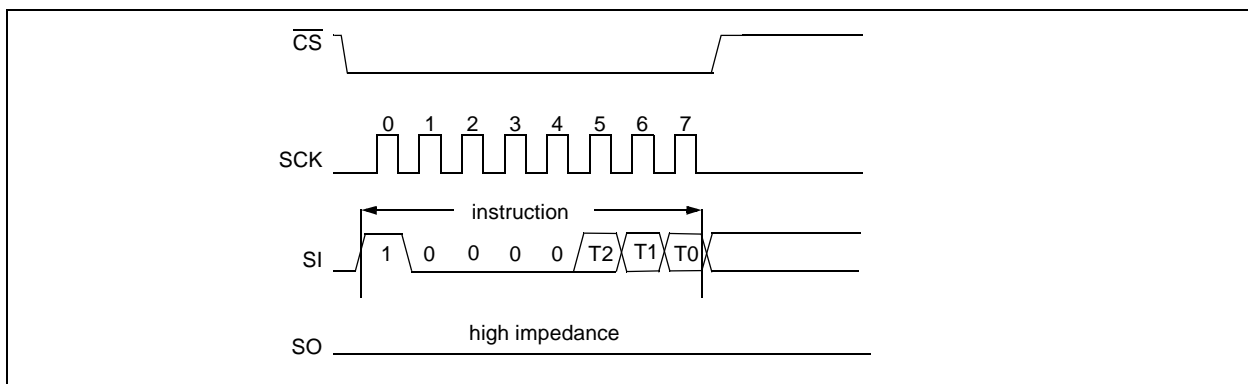 CS
0 1 2 3 4 5 6 7
SCK
instruction
SI
1 0 0 0 0 T2 T1 T0
high impedance
SO